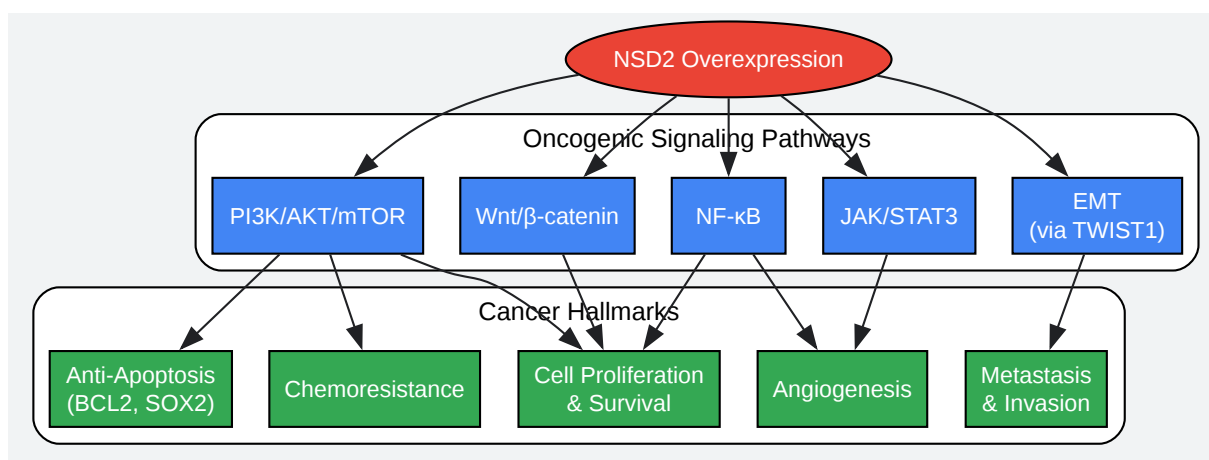 NSD2 Overexpression
Oncogenic Signaling Pathways
PI3K/AKT/mTOR
Wnt/β-catenin
NF-κB
JAK/STAT3
EMT
(via TWIST1)
Cancer Hallmarks
Anti-Apoptosis
(BCL2, SOX2)
Chemoresistance
Cell Proliferation
& Survival
Angiogenesis
Metastasis
& Invasion